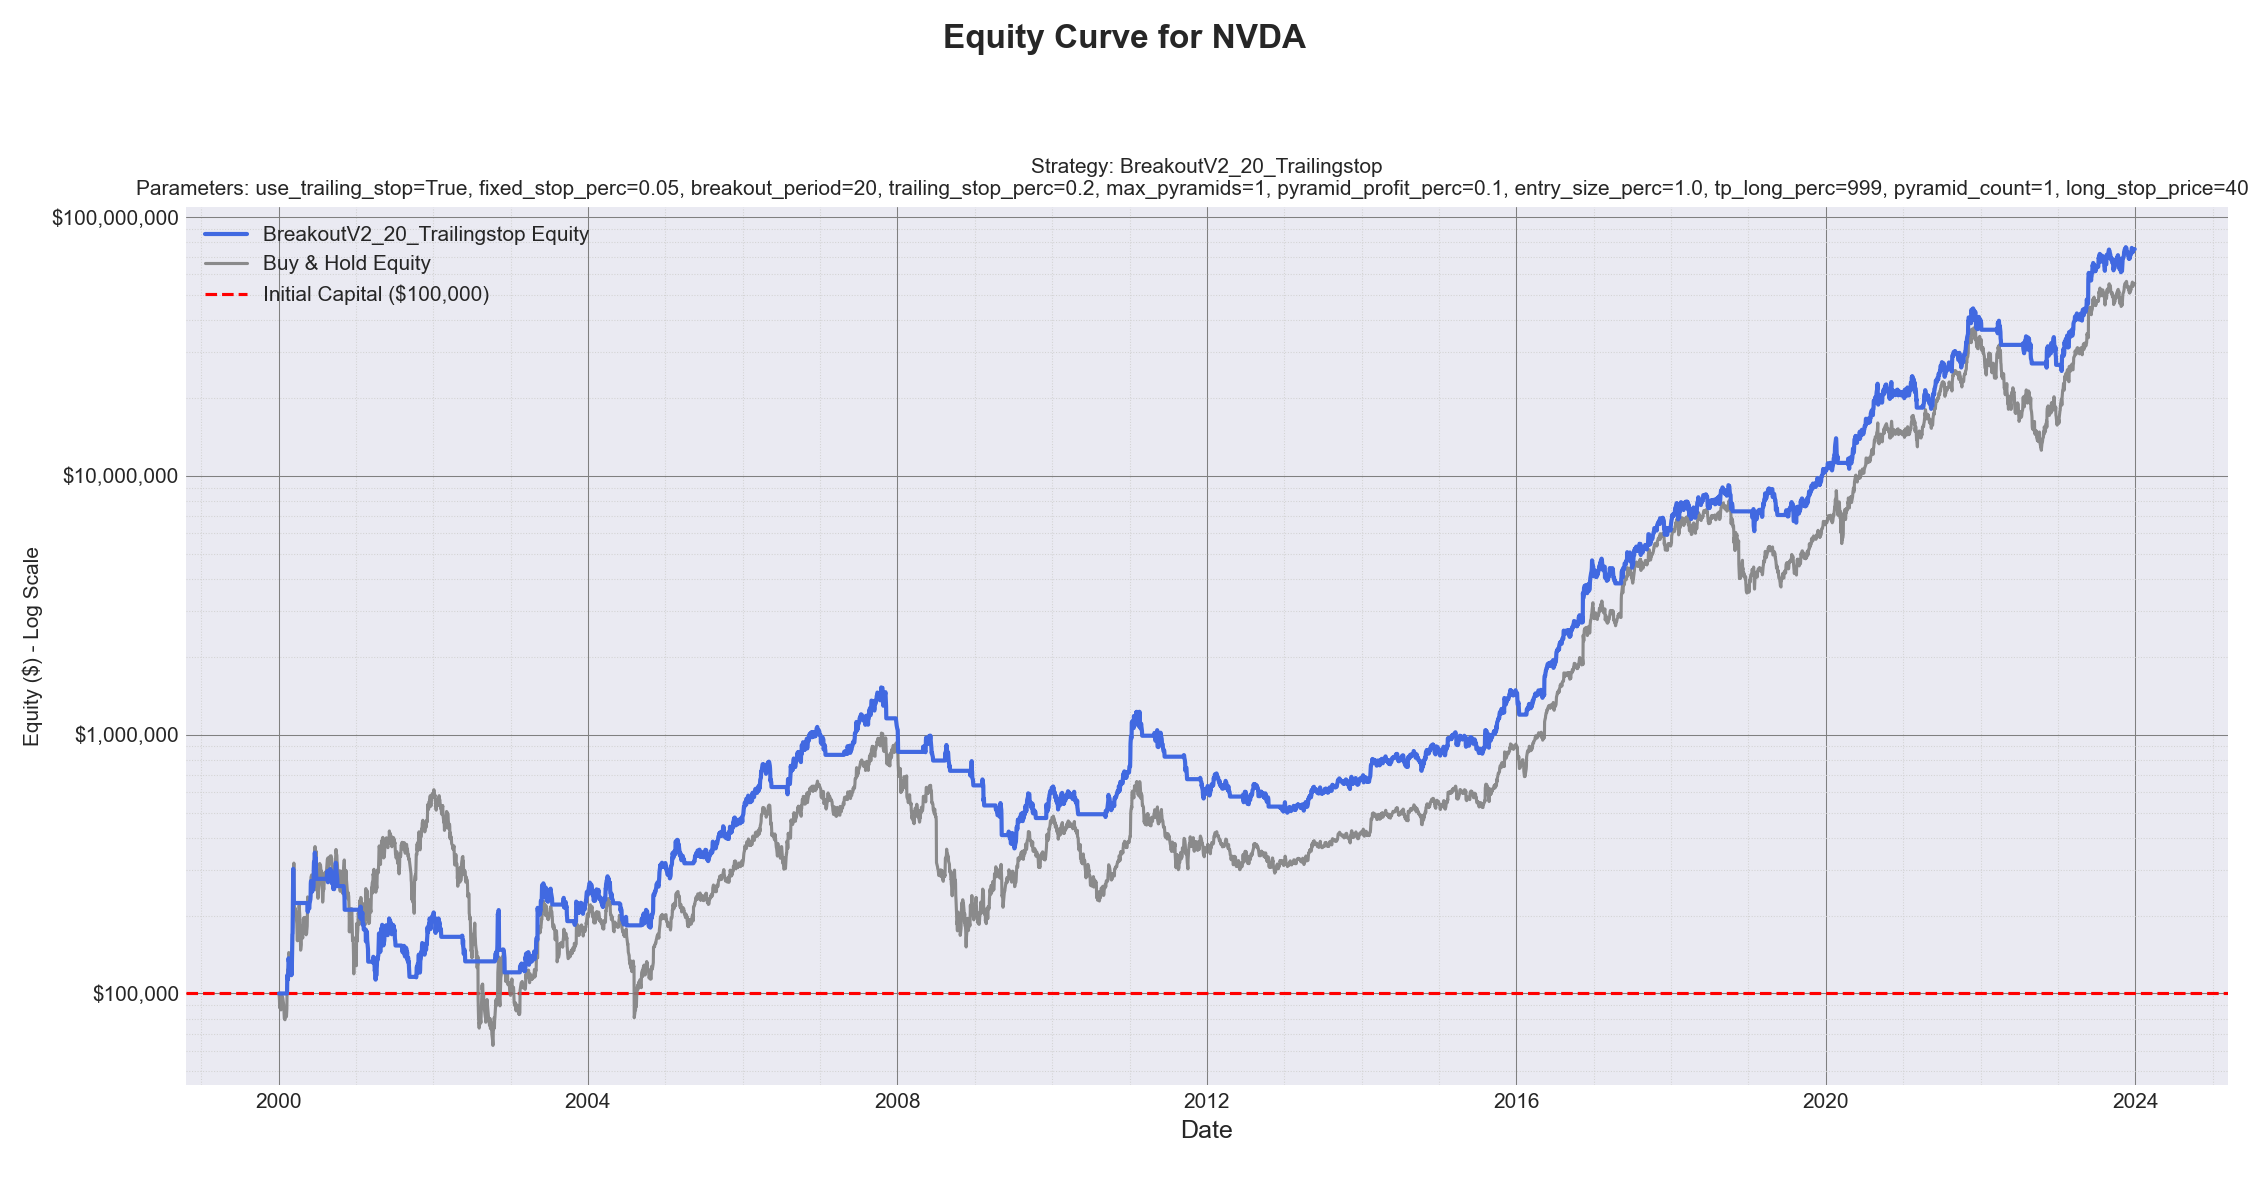 Equity Curve for NVDA
Strategy: BreakoutV2_20_Trailingstop
Parameters: use_trailing_stop=True, fixed_stop_perc=0.05, breakout_period=20, trailing_stop_perc=0.2, max_pyramids=1, pyramid_profit_perc=0.1, entry_size_perc=1.0, tp_long_perc=999, pyramid_count=1, long_stop_price=40
BreakoutV2_20_Trailingstop Equity
Buy & Hold Equity
Initial Capital ($100,000)
$100,000,000
$10,000,000
$1,000,000
$100,000
Equity ($) - Log Scale
2000
2004
2008
2012
2016
2020
2024
Date